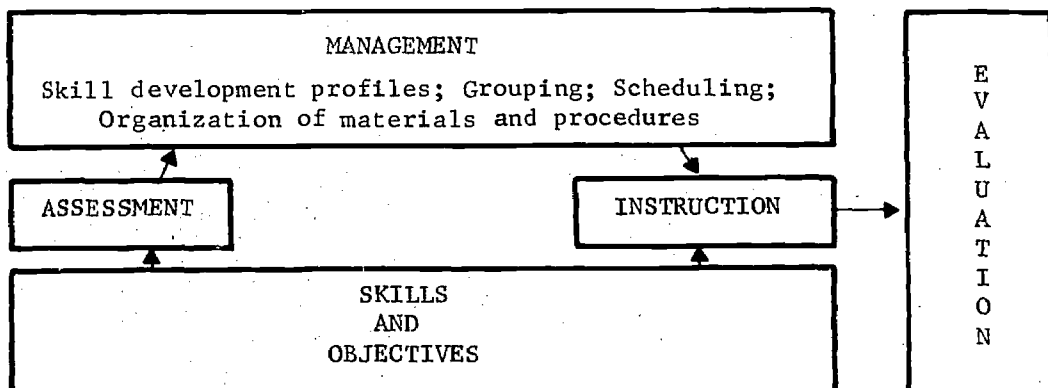 MANAGEMENT
Skill development profiles; Grouping; Scheduling;
Organization of materials and procedures
ASSESSMENT
INSTRUCTION
SKILLS
AND
OBJECTIVES
E
V
A
L
U
A
T
I
O
N